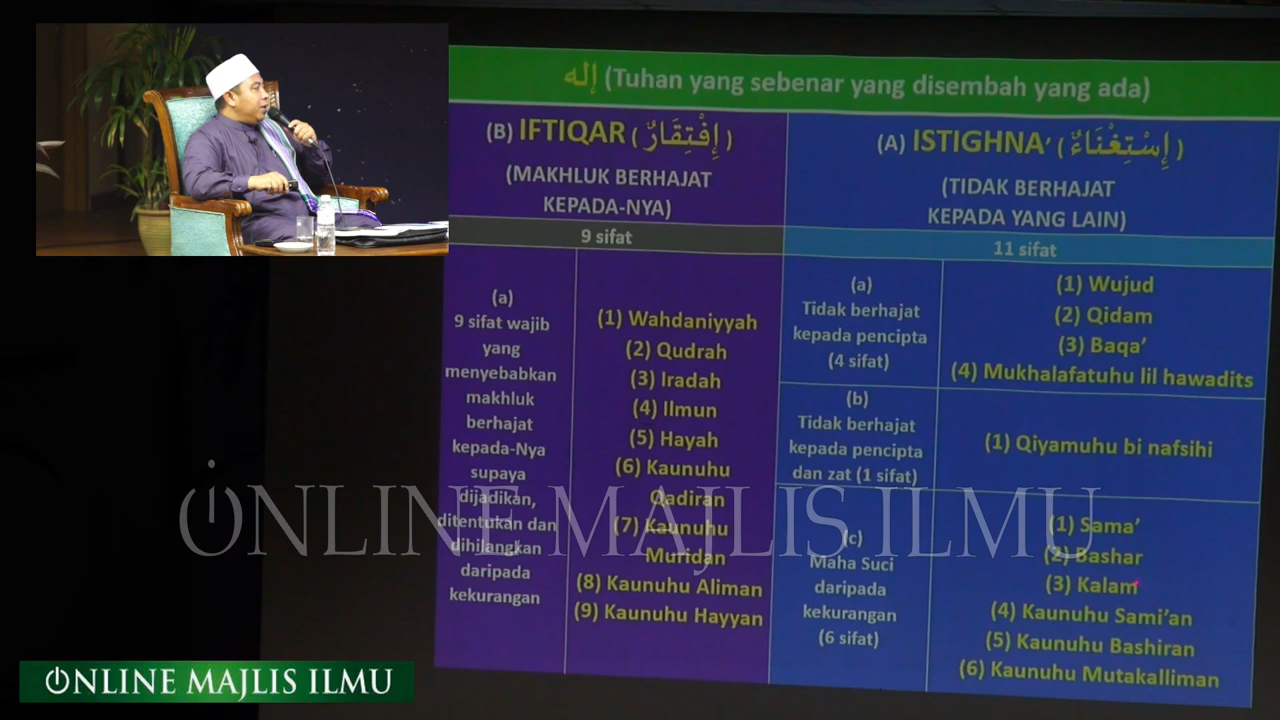 إله (Tuhan yang sebenar yang disembah yang ada)
(B) IFTIQAR ( إِفْتِقَارٌ )
(MAKHLUK BERHAJAT
KEPADA-NYA)
9 sifat
(a)
9 sifat wajib
yang
menyebabkan
makhluk
berhajat
kepada-Nya
supaya
dijadikan,
ditentukan dan
dihilangkan
daripada
kekurangan
(1) Wahdaniyyah
(2) Qudrah
(3) Iradah
(4) Ilmun
(5) Hayah
(6) Kaunuhu
Qadiran
(7) Kaunuhu
Muridan
(8) Kaunuhu Aliman
(9) Kaunuhu Hayyan
(A) ISTIGHNA’ ( إِسْتِغْنَاءٌ )
(TIDAK BERHAJAT
KEPADA YANG LAIN)
11 sifat
(a)
Tidak berhajat
kepada pencipta
(4 sifat)
(1) Wujud
(2) Qidam
(3) Baqa’
(4) Mukhalafatuhu lil hawadits
(b)
Tidak berhajat
kepada pencipta
dan zat (1 sifat)
(1) Qiyamuhu bi nafsihi
(c)
Maha Suci
daripada
kekurangan
(6 sifat)
(1) Sama’
(2) Bashar
(3) Kalam
(4) Kaunuhu Sami’an
(5) Kaunuhu Bashiran
(6) Kaunuhu Mutakalliman
ONLINE MAJLIS ILMU
ONLINE MAJLIS ILMU